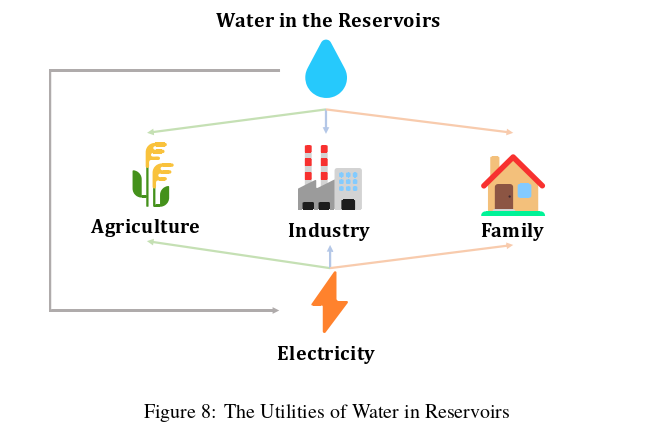 Water in the Reservoirs
Agriculture
Industry
Family
Electricity
Figure 8: The Utilities of Water in Reservoirs